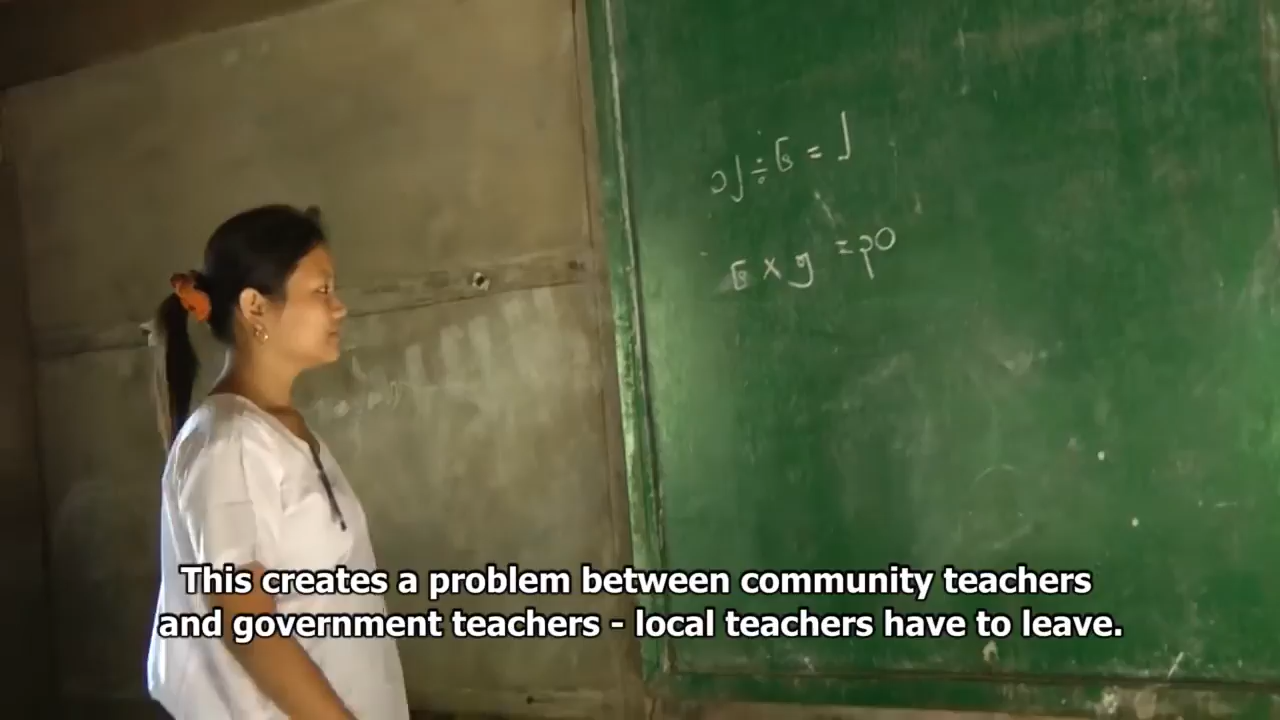 ၁၂ ÷ ၆ = ၂
၆ × ၅ = ၃၀
This creates a problem between community teachers
and government teachers - local teachers have to leave.